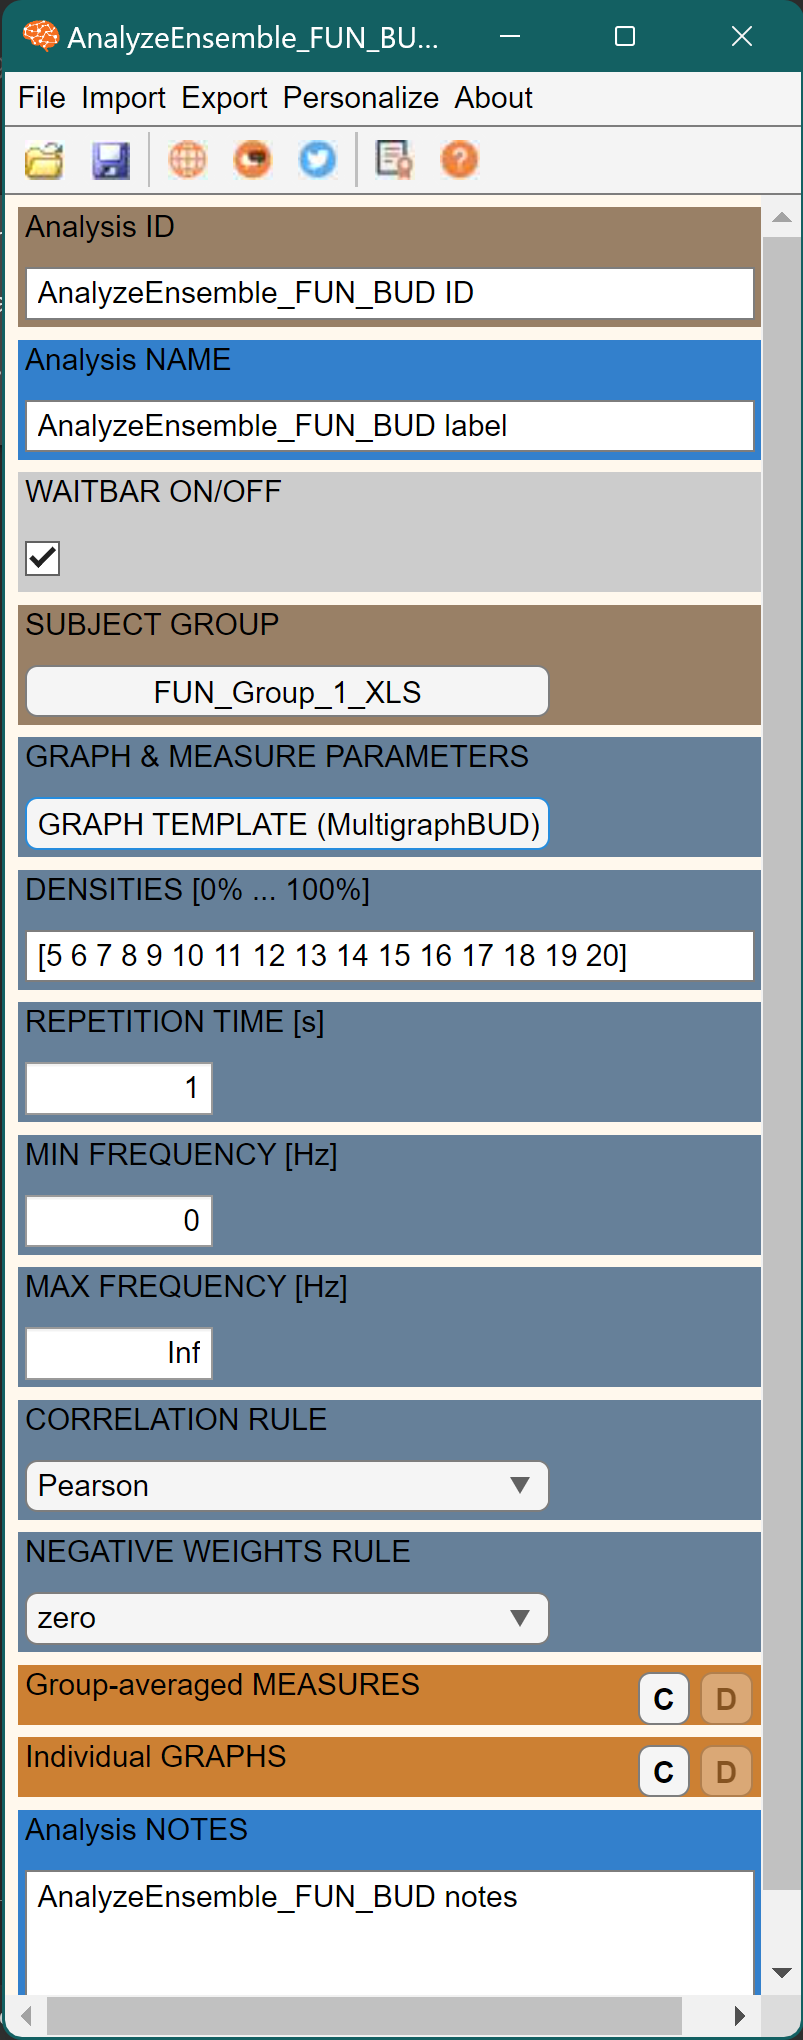 AnalyzeEnsemble_FUN_BU...
File Import Export Personalize About
Analysis ID
AnalyzeEnsemble_FUN_BUD ID
Analysis NAME
AnalyzeEnsemble_FUN_BUD label
WAITBAR ON/OFF
SUBJECT GROUP
FUN_Group_1_XLS
GRAPH & MEASURE PARAMETERS
GRAPH TEMPLATE (MultigraphBUD)
DENSITIES [0% ... 100%]
[5 6 7 8 9 10 11 12 13 14 15 16 17 18 19 20]
REPETITION TIME [s]
1
MIN FREQUENCY [Hz]
0
MAX FREQUENCY [Hz]
Inf
CORRELATION RULE
Pearson
NEGATIVE WEIGHTS RULE
zero
Group-averaged MEASURES C D
Individual GRAPHS C D
Analysis NOTES
AnalyzeEnsemble_FUN_BUD notes